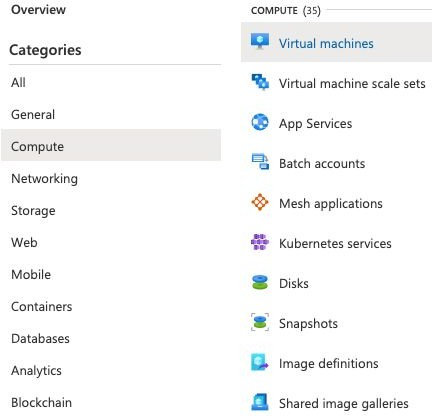 Overview
Categories
All
General
Compute
Networking
Storage
Web
Mobile
Containers
Databases
Analytics
Blockchain
COMPUTE (35)
Virtual machines
Virtual machine scale sets
App Services
Batch accounts
Mesh applications
Kubernetes services
Disks
Snapshots
Image definitions
Shared image galleries